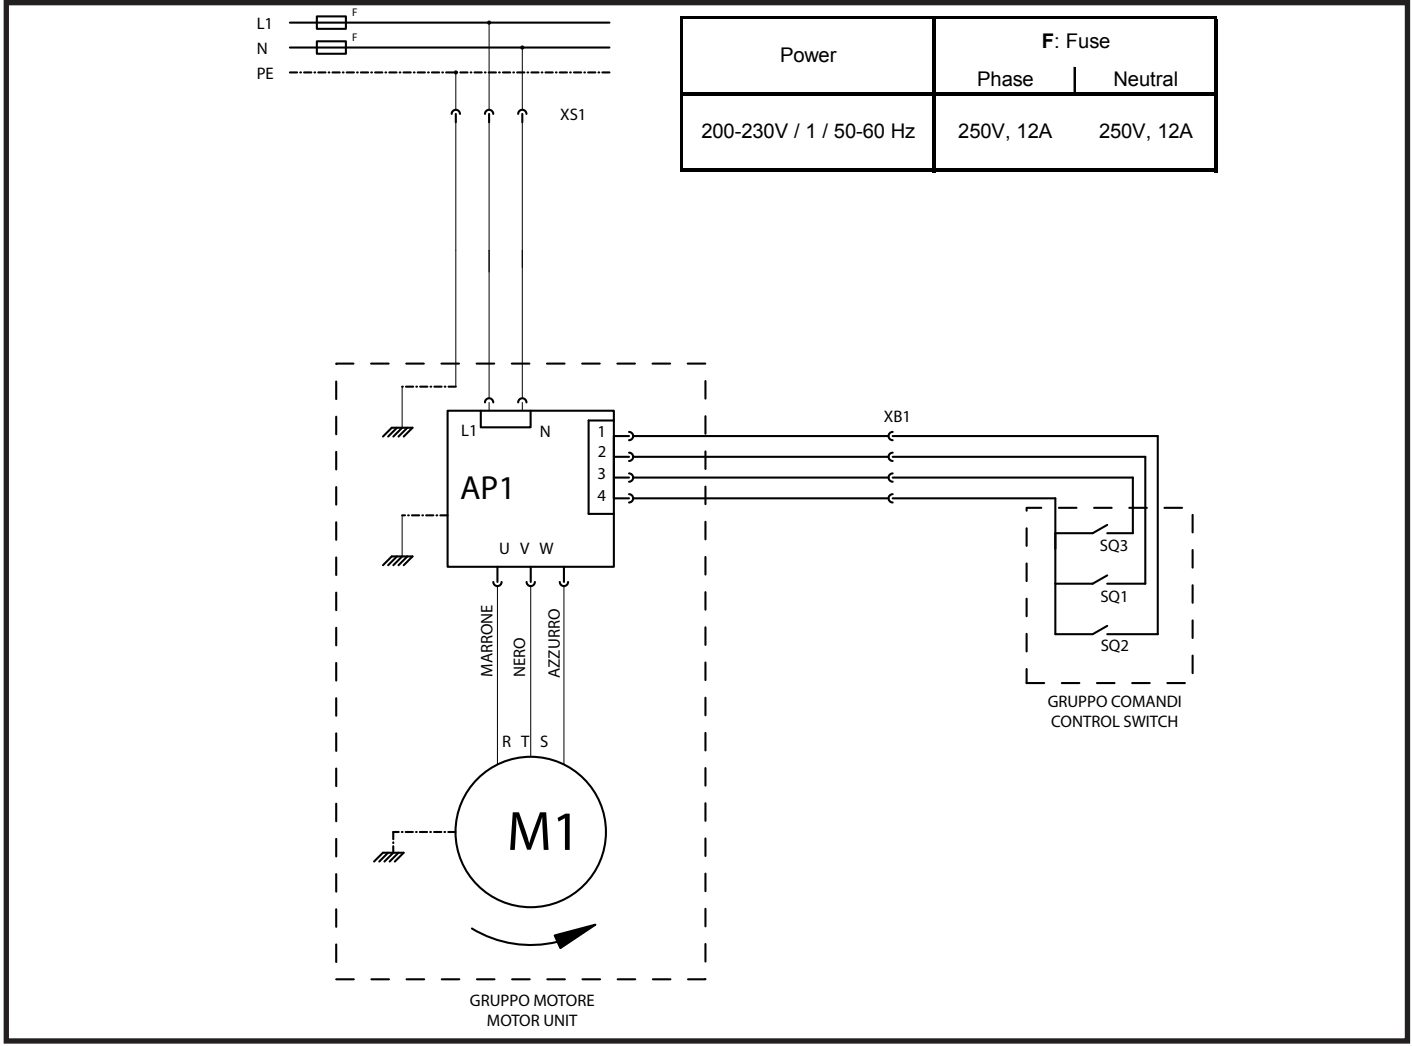 L1
F
N
F
PE
XS1
Power
F: Fuse
Phase
Neutral
200-230V / 1 / 50-60 Hz
250V, 12A
250V, 12A
L1
N
AP1
1
2
3
4
U V W
XB1
SQ3
SQ1
SQ2
GRUPPO COMANDI
CONTROL SWITCH
MARRONE
NERO
AZZURRO
R T S
M1
GRUPPO MOTORE
MOTOR UNIT